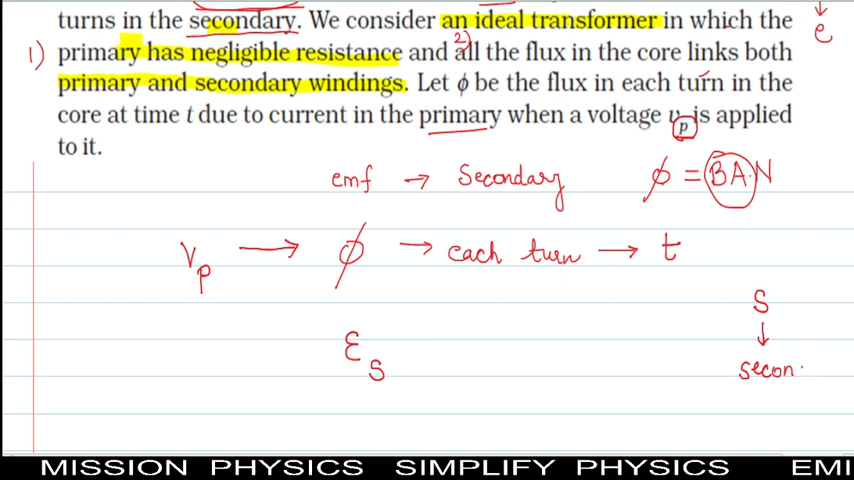 turns in the secondary. We consider an ideal transformer in which the
e
1) primary has negligible resistance and all the flux in the core links both
2)
primary and secondary windings. Let ϕ be the flux in each turn in the
core at time t due to current in the primary when a voltage vp is applied
to it.
emf → Secondary ϕ = BA.N
Vp → ϕ → each turn → t
S
↓
Es
secon.
MISSION PHYSICS SIMPLIFY PHYSICS EMI